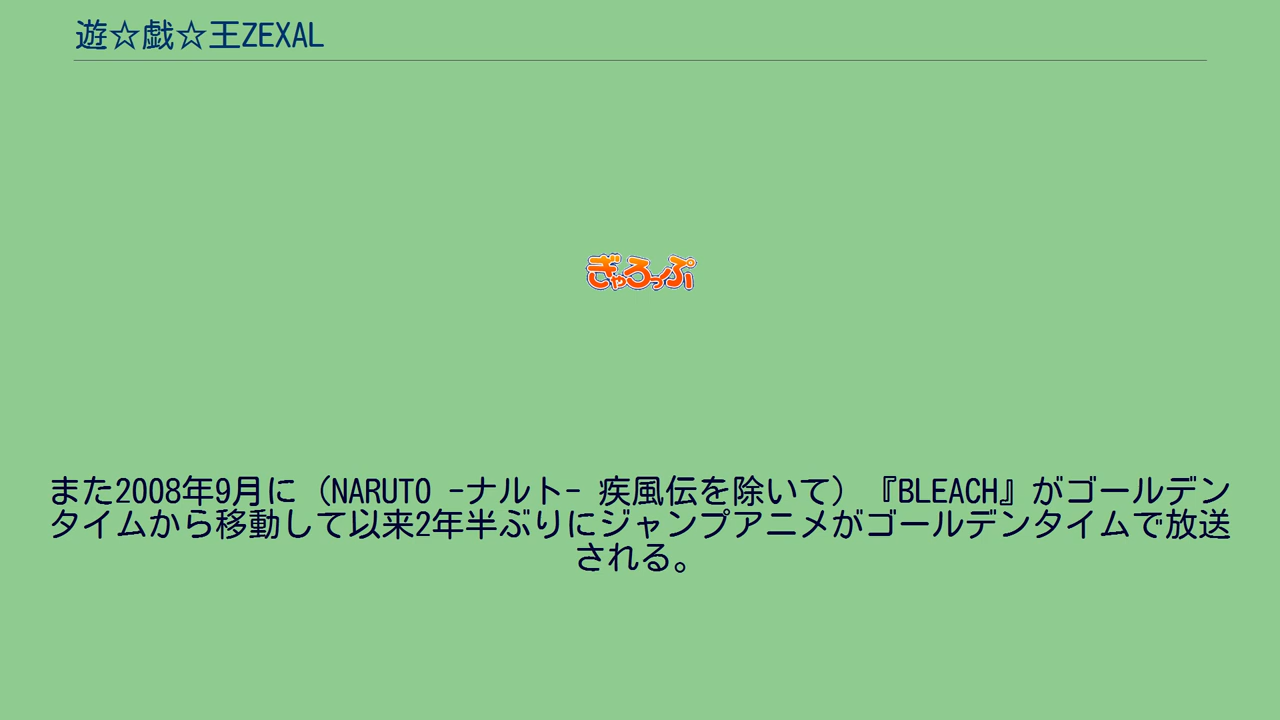 遊☆戯☆王ZEXAL
ぎゃろっぷ
また2008年9月に（NARUTO -ナルト- 疾風伝を除いて）『BLEACH』がゴールデン
タイムから移動して以来2年半ぶりにジャンプアニメがゴールデンタイムで放送
される。